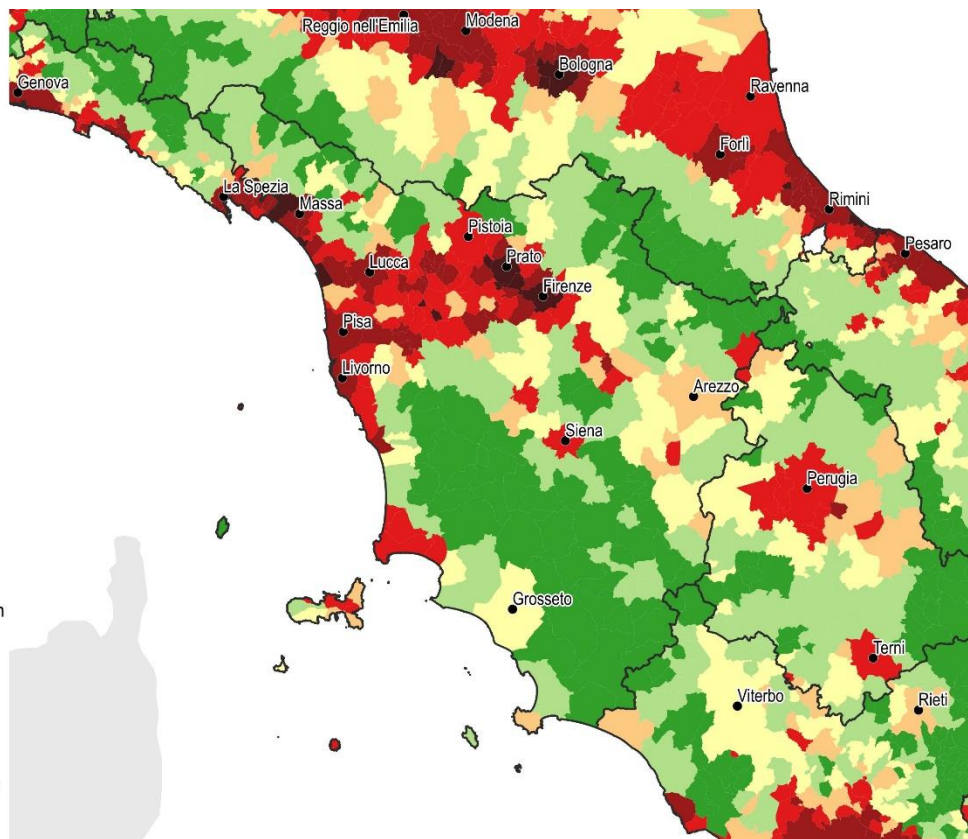 Reggio nell'Emilia
Modena
Bologna
Genova
Ravenna
Forlì
La Spezia
Rimini
Massa
Pistoia
Pesaro
Lucca
Prato
Firenze
Pisa
Livorno
Arezzo
Siena
Perugia
Grosseto
Terni
Viterbo
Rieti